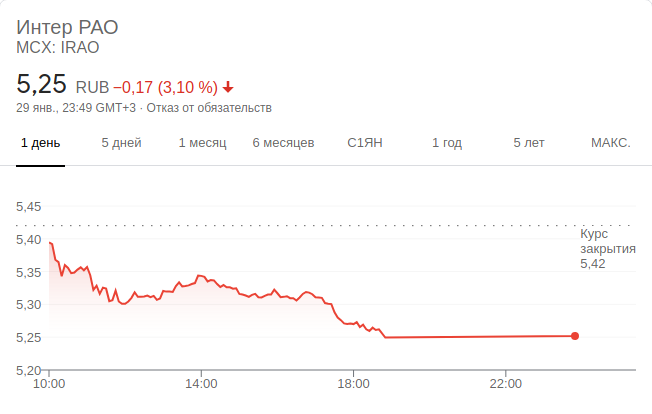 Интер РАО
MCX: IRAO
5,25 RUB −0,17 (3,10 %)
29 янв., 23:49 GMT+3 · Отказ от обязательств
1 день 5 дней 1 месяц 6 месяцев С1ЯН 1 год 5 лет МАКС.
5,45
5,40
5,35
5,30
5,25
5,20
Курс
закрытия
5,42
10:00 14:00 18:00 22:00